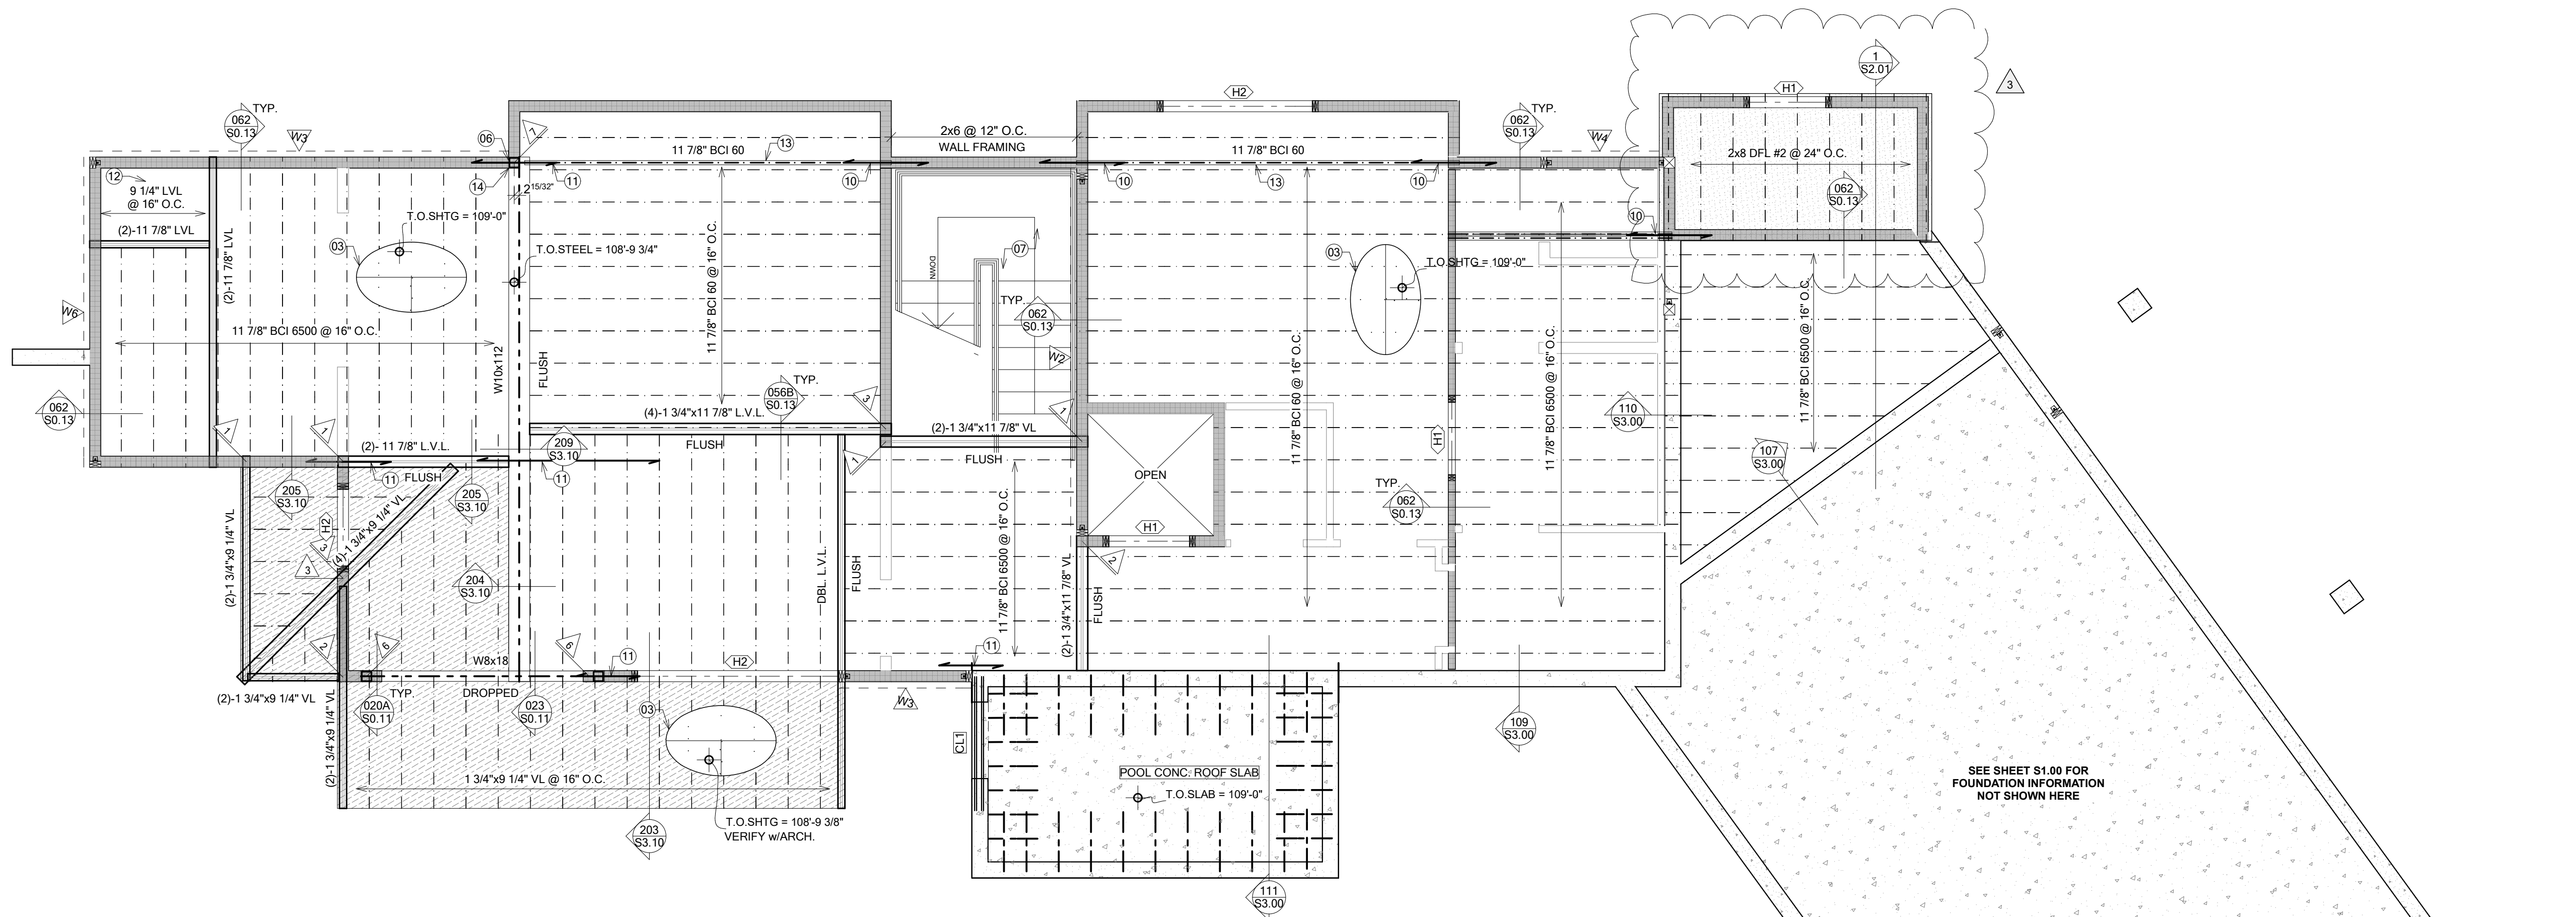 1
S2.01
3
H2
H1
062
S0.13
TYP.
W3
06
7
2x6 @ 12" O.C.
WALL FRAMING
062
S0.13
TYP.
W4
11 7/8" BCI 60
13
11 7/8" BCI 60
13
2x8 DFL #2 @ 24" O.C.
12
14
11
10
10
10
10
9 1/4" LVL
@ 16" O.C.
2 15/32"
062
S0.13
(2)-11 7/8" LVL
(2)-11 7/8" LVL
T.O.SHTG = 109'-0"
03
T.O.STEEL = 108'-9 3/4"
11 7/8" BCI 60 @ 16" O.C.
DOWN
07
03
T.O.SHTG = 109'-0"
W6
11 7/8" BCI 6500 @ 16" O.C.
W10x112
FLUSH
TYP.
062
S0.13
W2
11 7/8" BCI 60 @ 16" O.C.
11 7/8" BCI 6500 @ 16" O.C.
11 7/8" BCI 6500 @ 16" O.C.
062
S0.13
056B
S0.13
TYP.
3
1
110
S3.00
1
1
(2)- 11 7/8" L.V.L.
(4)-1 3/4"x11 7/8" L.V.L.
FLUSH
209
S3.10
(2)-1 3/4"x11 7/8" VL
FLUSH
1
H1
107
S3.00
11
FLUSH
11
OPEN
TYP.
062
S0.13
205
S3.10
205
S3.10
H2
(4)-1 3/4"x9 1/4" VL
3
3
(2)-1 3/4"x9 1/4" VL
204
S3.10
DBL. L.V.L.
FLUSH
11 7/8" BCI 6500 @ 16" O.C.
(2)-1 3/4"x11 7/8" VL
FLUSH
H1
2
2
6
6
W8x18
DROPPED
11
H2
11
TYP.
020A
S0.11
023
S0.11
(2)-1 3/4"x9 1/4" VL
(2)-1 3/4"x9 1/4" VL
03
W3
CL1
109
S3.00
1 3/4"x9 1/4" VL @ 16" O.C.
POOL CONC. ROOF SLAB
T.O.SLAB = 109'-0"
T.O.SHTG = 108'-9 3/8"
VERIFY w/ARCH.
203
S3.10
111
S3.00
SEE SHEET S1.00 FOR
FOUNDATION INFORMATION
NOT SHOWN HERE